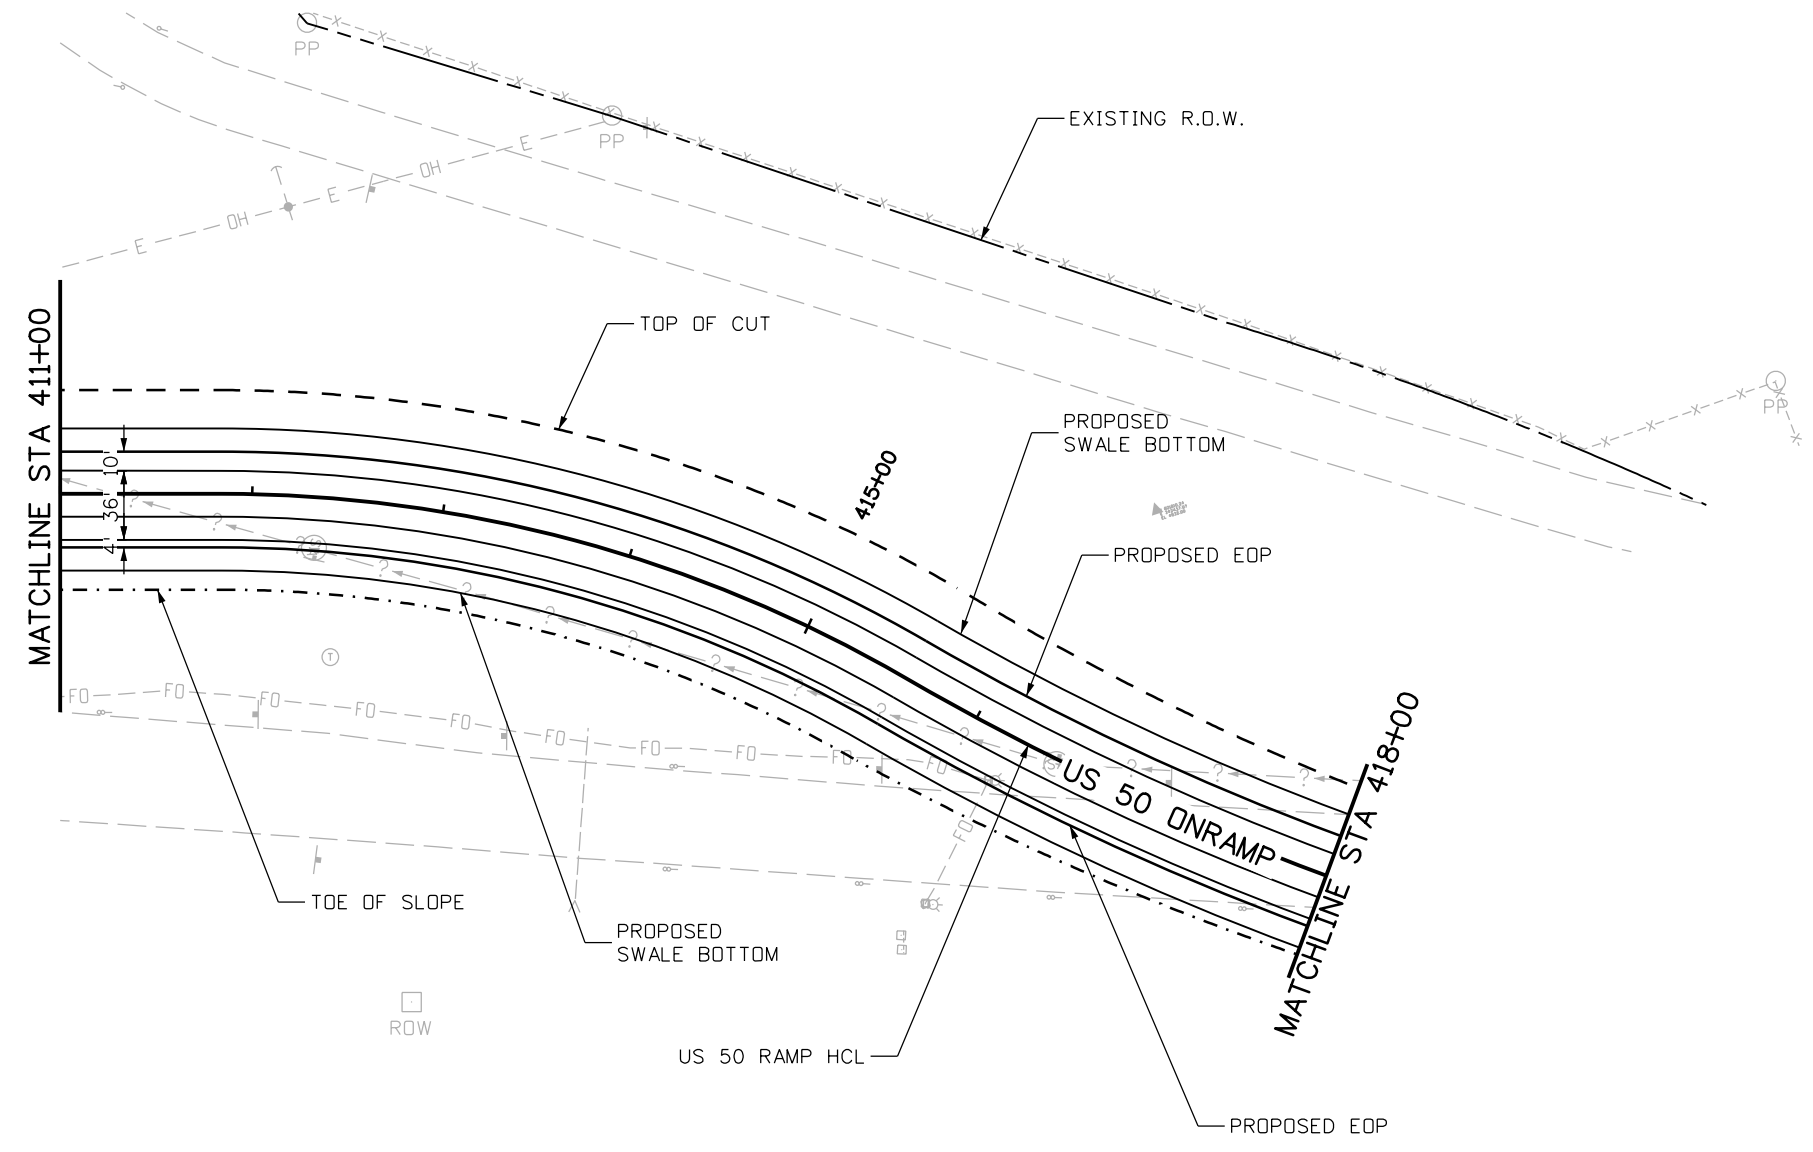 PP
EXISTING R.O.W.
PP
E
OH
E
OH
E
TOP OF CUT
MATCHLINE STA 411+00
PP
PROPOSED
SWALE BOTTOM
415+00
10'
36'
4'
?
?
PROPOSED EOP
?
?
?
?
T
?
?
?
?
FO
FO
FO
FO
FO
FO
FO
FO
FO
FO
S
?
?
?
US 50 ONRAMP
MATCHLINE STA 418+00
FO
TOE OF SLOPE
PROPOSED
SWALE BOTTOM
ROW
US 50 RAMP HCL
PROPOSED EOP